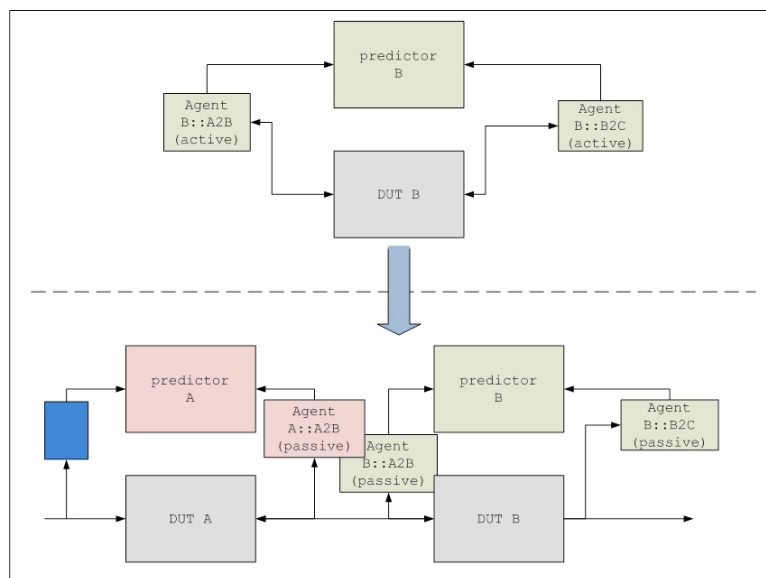 predictor
B
Agent
B::A2B
(active)
Agent
B::B2C
(active)
DUT B
predictor
A
predictor
B
Agent
A::A2B
(passive)
Agent
B::A2B
(passive)
Agent
B::B2C
(passive)
DUT A
DUT B